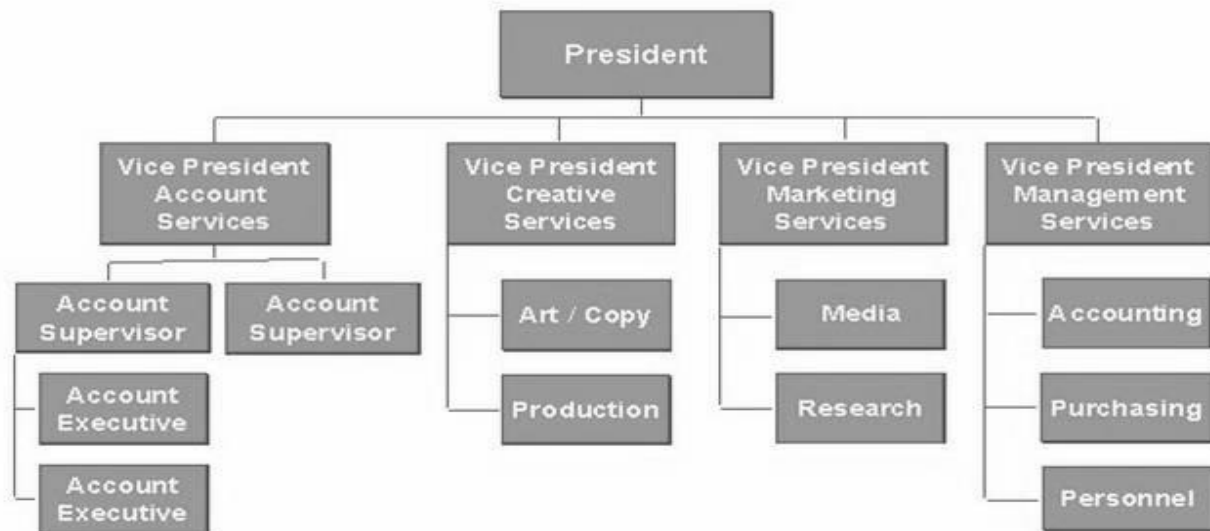 President
Vice President
Account
Services
Vice President
Creative
Services
Vice President
Marketing
Services
Vice President
Management
Services
Account
Supervisor
Account
Supervisor
Art / Copy
Media
Accounting
Account
Executive
Production
Research
Purchasing
Account
Executive
Personnel